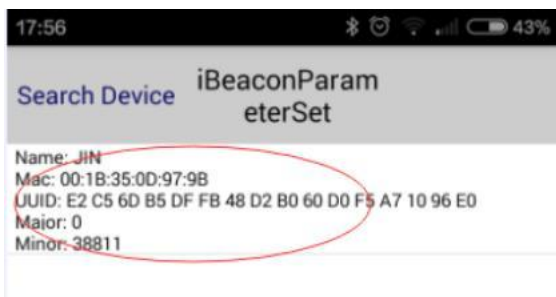 17:56 43%
Search Device iBeaconParam
eterSet
Name: JIN
Mac: 00:1B:35:0D:97:9B
UUID: E2 C5 6D B5 DF FB 48 D2 B0 60 D0 F5 A7 10 96 E0
Major: 0
Minor: 38811